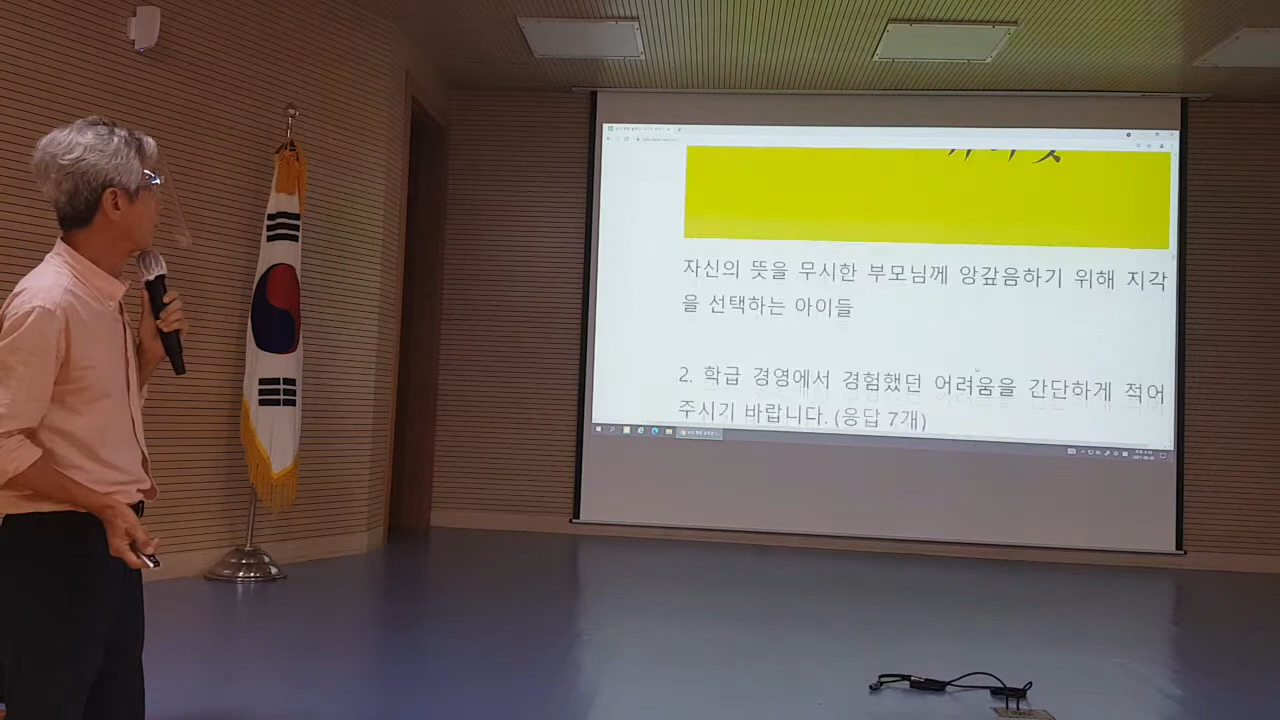 자신의 뜻을 무시한 부모님께 앙갚음하기 위해 지각
을 선택하는 아이들
2. 학급 경영에서 경험했던 어려움을 간단하게 적어
주시기 바랍니다. (응답 7개)